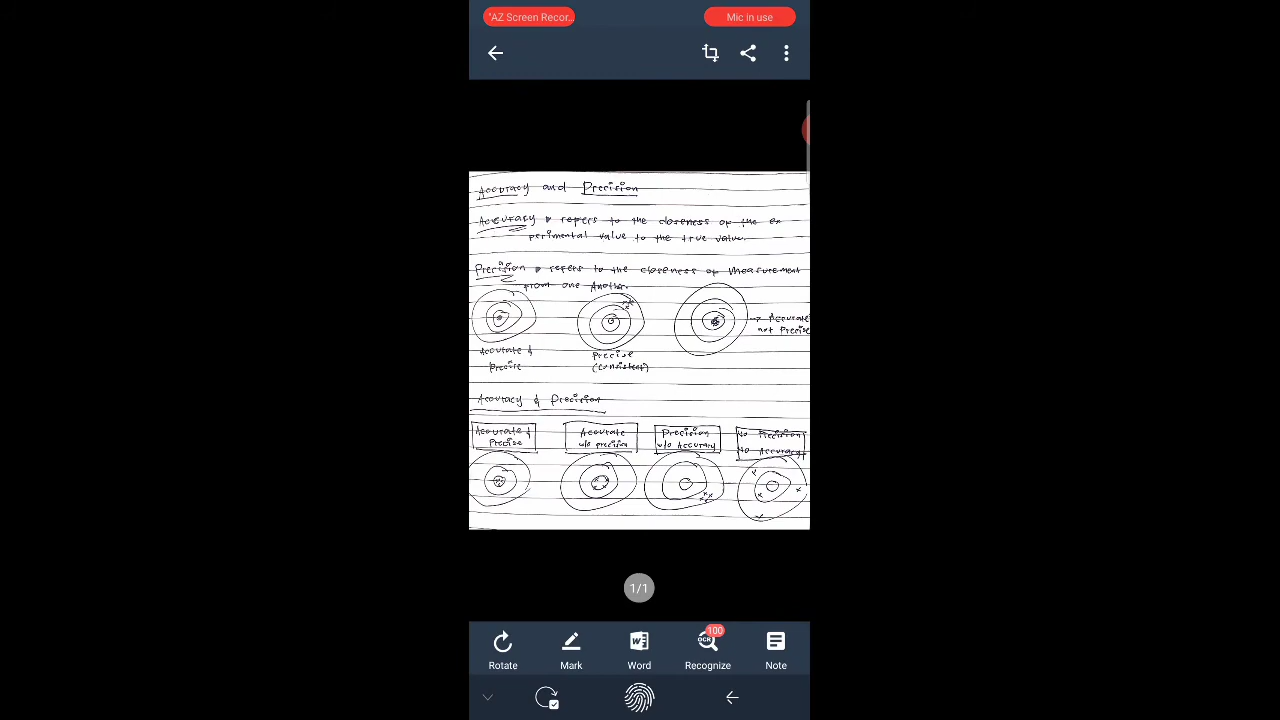 "AZ Screen Recor...
Mic in use
Accuracy and Precision
Accuracy refers to the closeness of the ex
perimental value to the true value.
Precision refers to the closeness of measurement
from one Another.
Accurate &
Precise
Precise
(consistent)
→ Accurate
not Precise
Accuracy & Precision
Accurate &
Precise
Accurate
w/o precision
Precision
w/o Accuracy
No Precision
No Accuracy
1/1
Rotate
Mark
W
Word
OCR
100
Recognize
Note